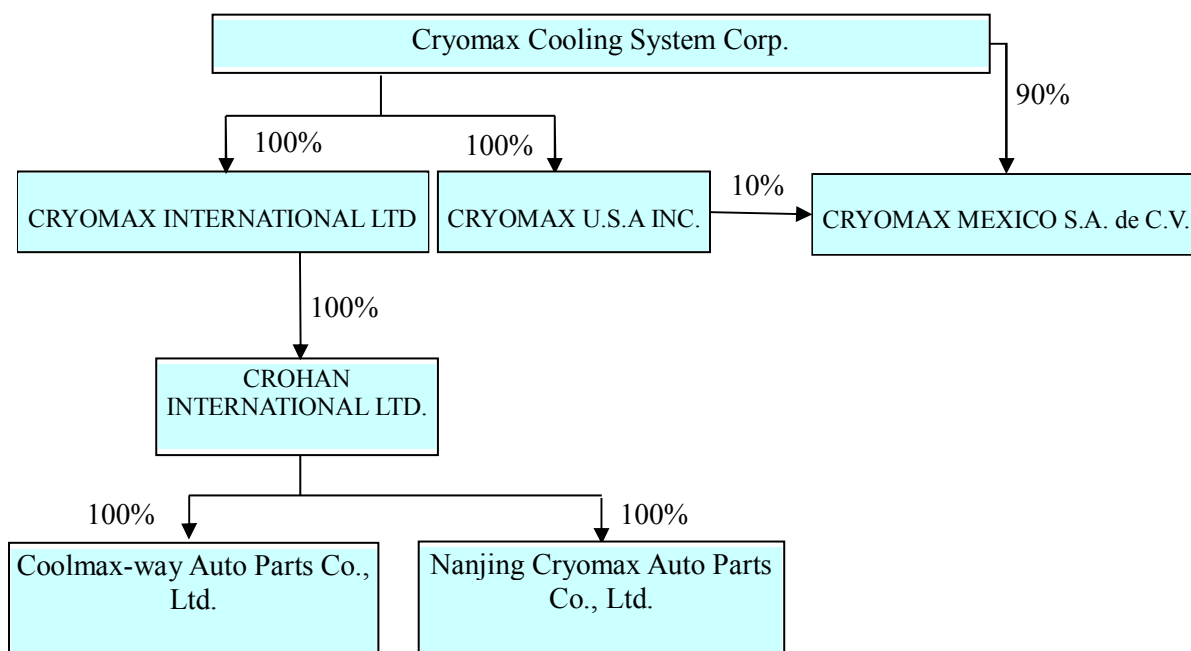 Cryomax Cooling System Corp.
90%
100%
100%
CRYOMAX INTERNATIONAL LTD
CRYOMAX U.S.A INC.
10%
CRYOMAX MEXICO S.A. de C.V.
100%
CROHAN
INTERNATIONAL LTD.
100%
100%
Coolmax-way Auto Parts Co.,
Ltd.
Nanjing Cryomax Auto Parts
Co., Ltd.